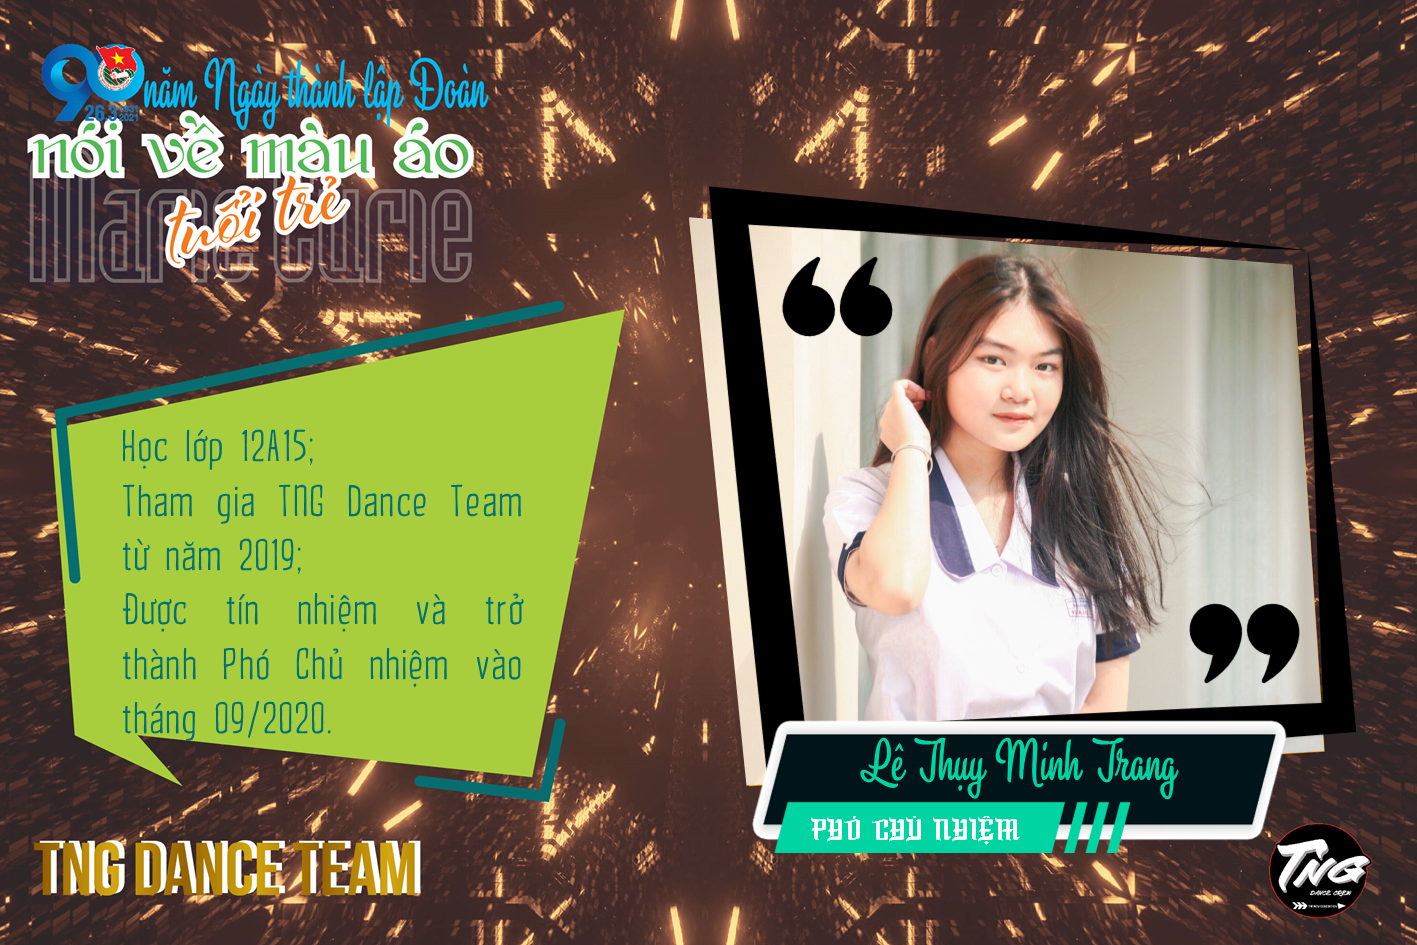 90 năm Ngày thành lập Đoàn
26.3
2021
nói về màu áo
tuổi trẻ
Marie Curie
Học lớp 12A15;
Tham gia TNG Dance Team
từ năm 2019;
Được tín nhiệm và trở
thành Phó Chủ nhiệm vào
tháng 09/2020.
Lê Thụy Minh Trang
PHÓ CHỦ NHIỆM
TNG DANCE TEAM
TNG
DANCE CREW